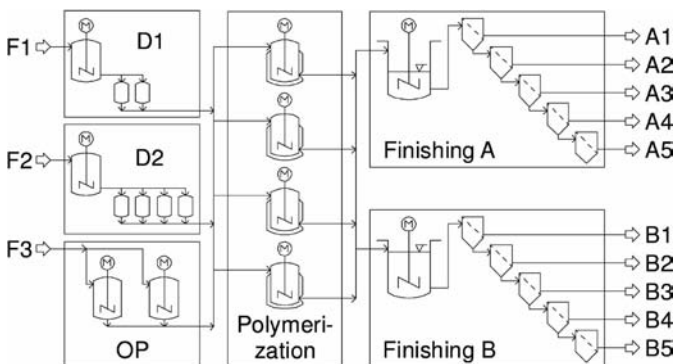 F1
D1
M
M
A1
A2
A3
A4
A5
M
M
Finishing A
F2
D2
M
M
F3
M
M
OP
M
Polymeri-
zation
M
B1
B2
B3
B4
B5
Finishing B